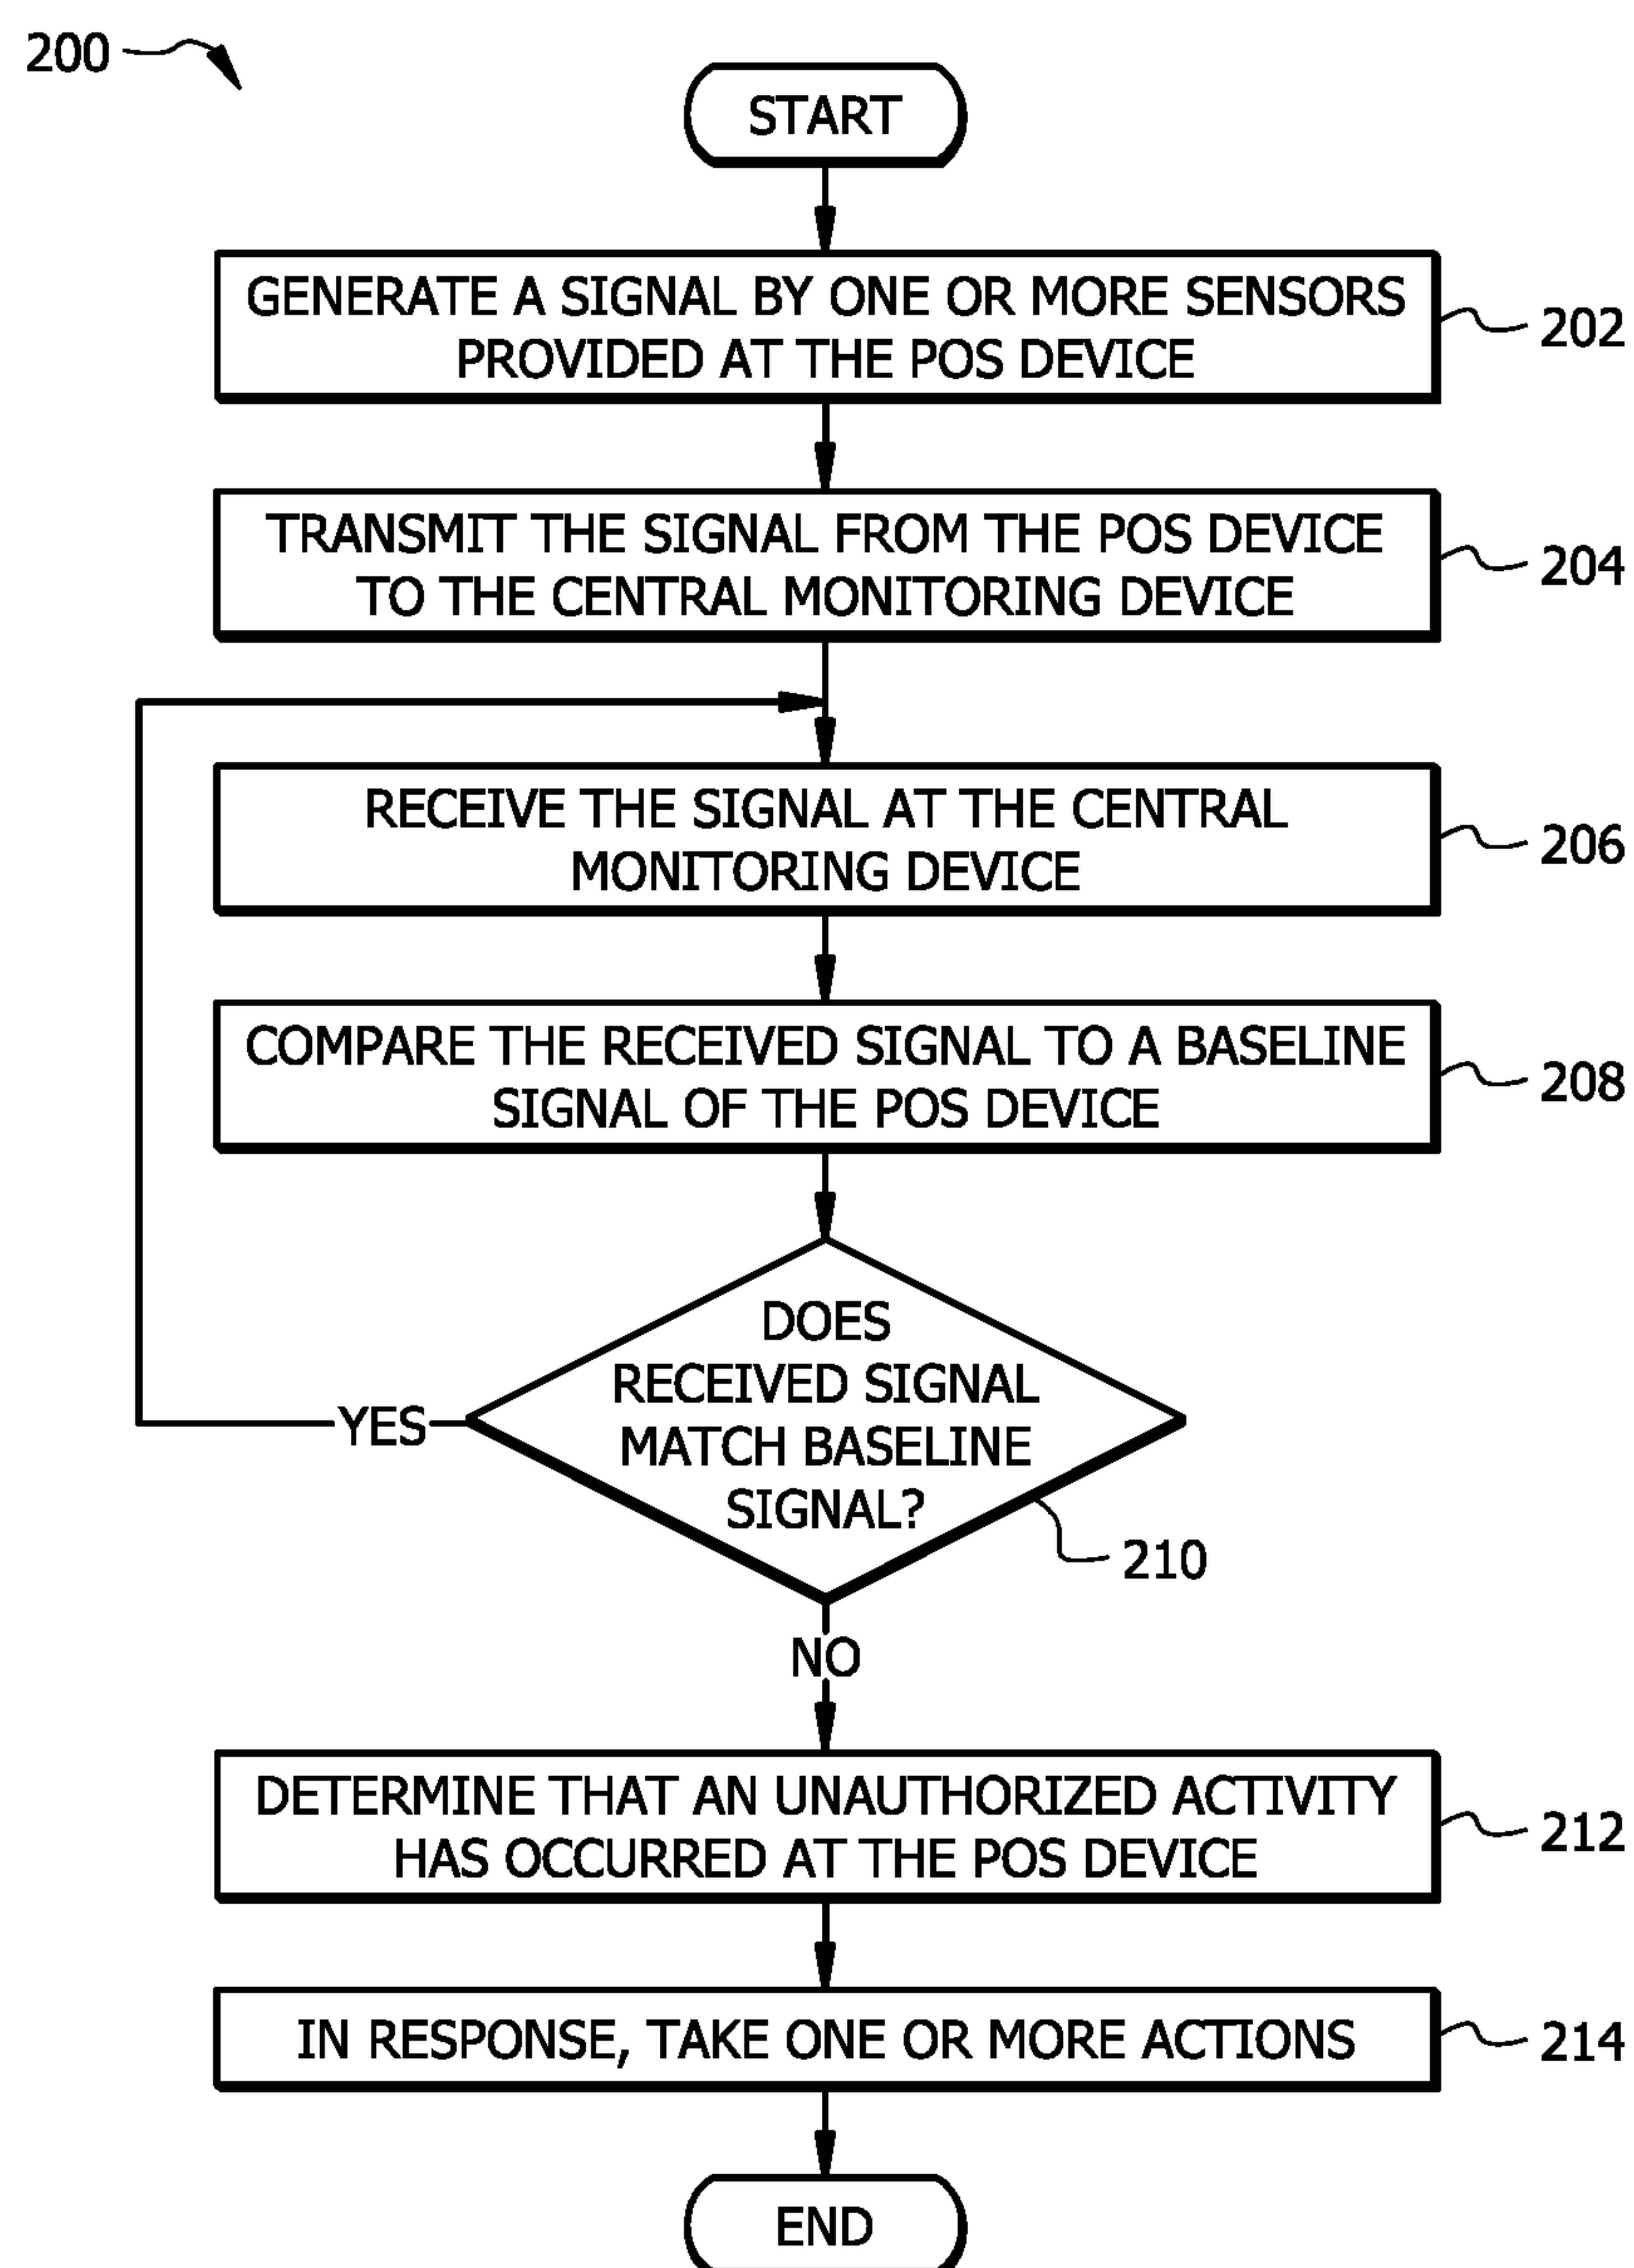 200
START
GENERATE A SIGNAL BY ONE OR MORE SENSORS
PROVIDED AT THE POS DEVICE
202
TRANSMIT THE SIGNAL FROM THE POS DEVICE
TO THE CENTRAL MONITORING DEVICE
204
RECEIVE THE SIGNAL AT THE CENTRAL
MONITORING DEVICE
206
COMPARE THE RECEIVED SIGNAL TO A BASELINE
SIGNAL OF THE POS DEVICE
208
DOES
RECEIVED SIGNAL
MATCH BASELINE
SIGNAL?
YES
210
NO
DETERMINE THAT AN UNAUTHORIZED ACTIVITY
HAS OCCURRED AT THE POS DEVICE
212
IN RESPONSE, TAKE ONE OR MORE ACTIONS
214
END